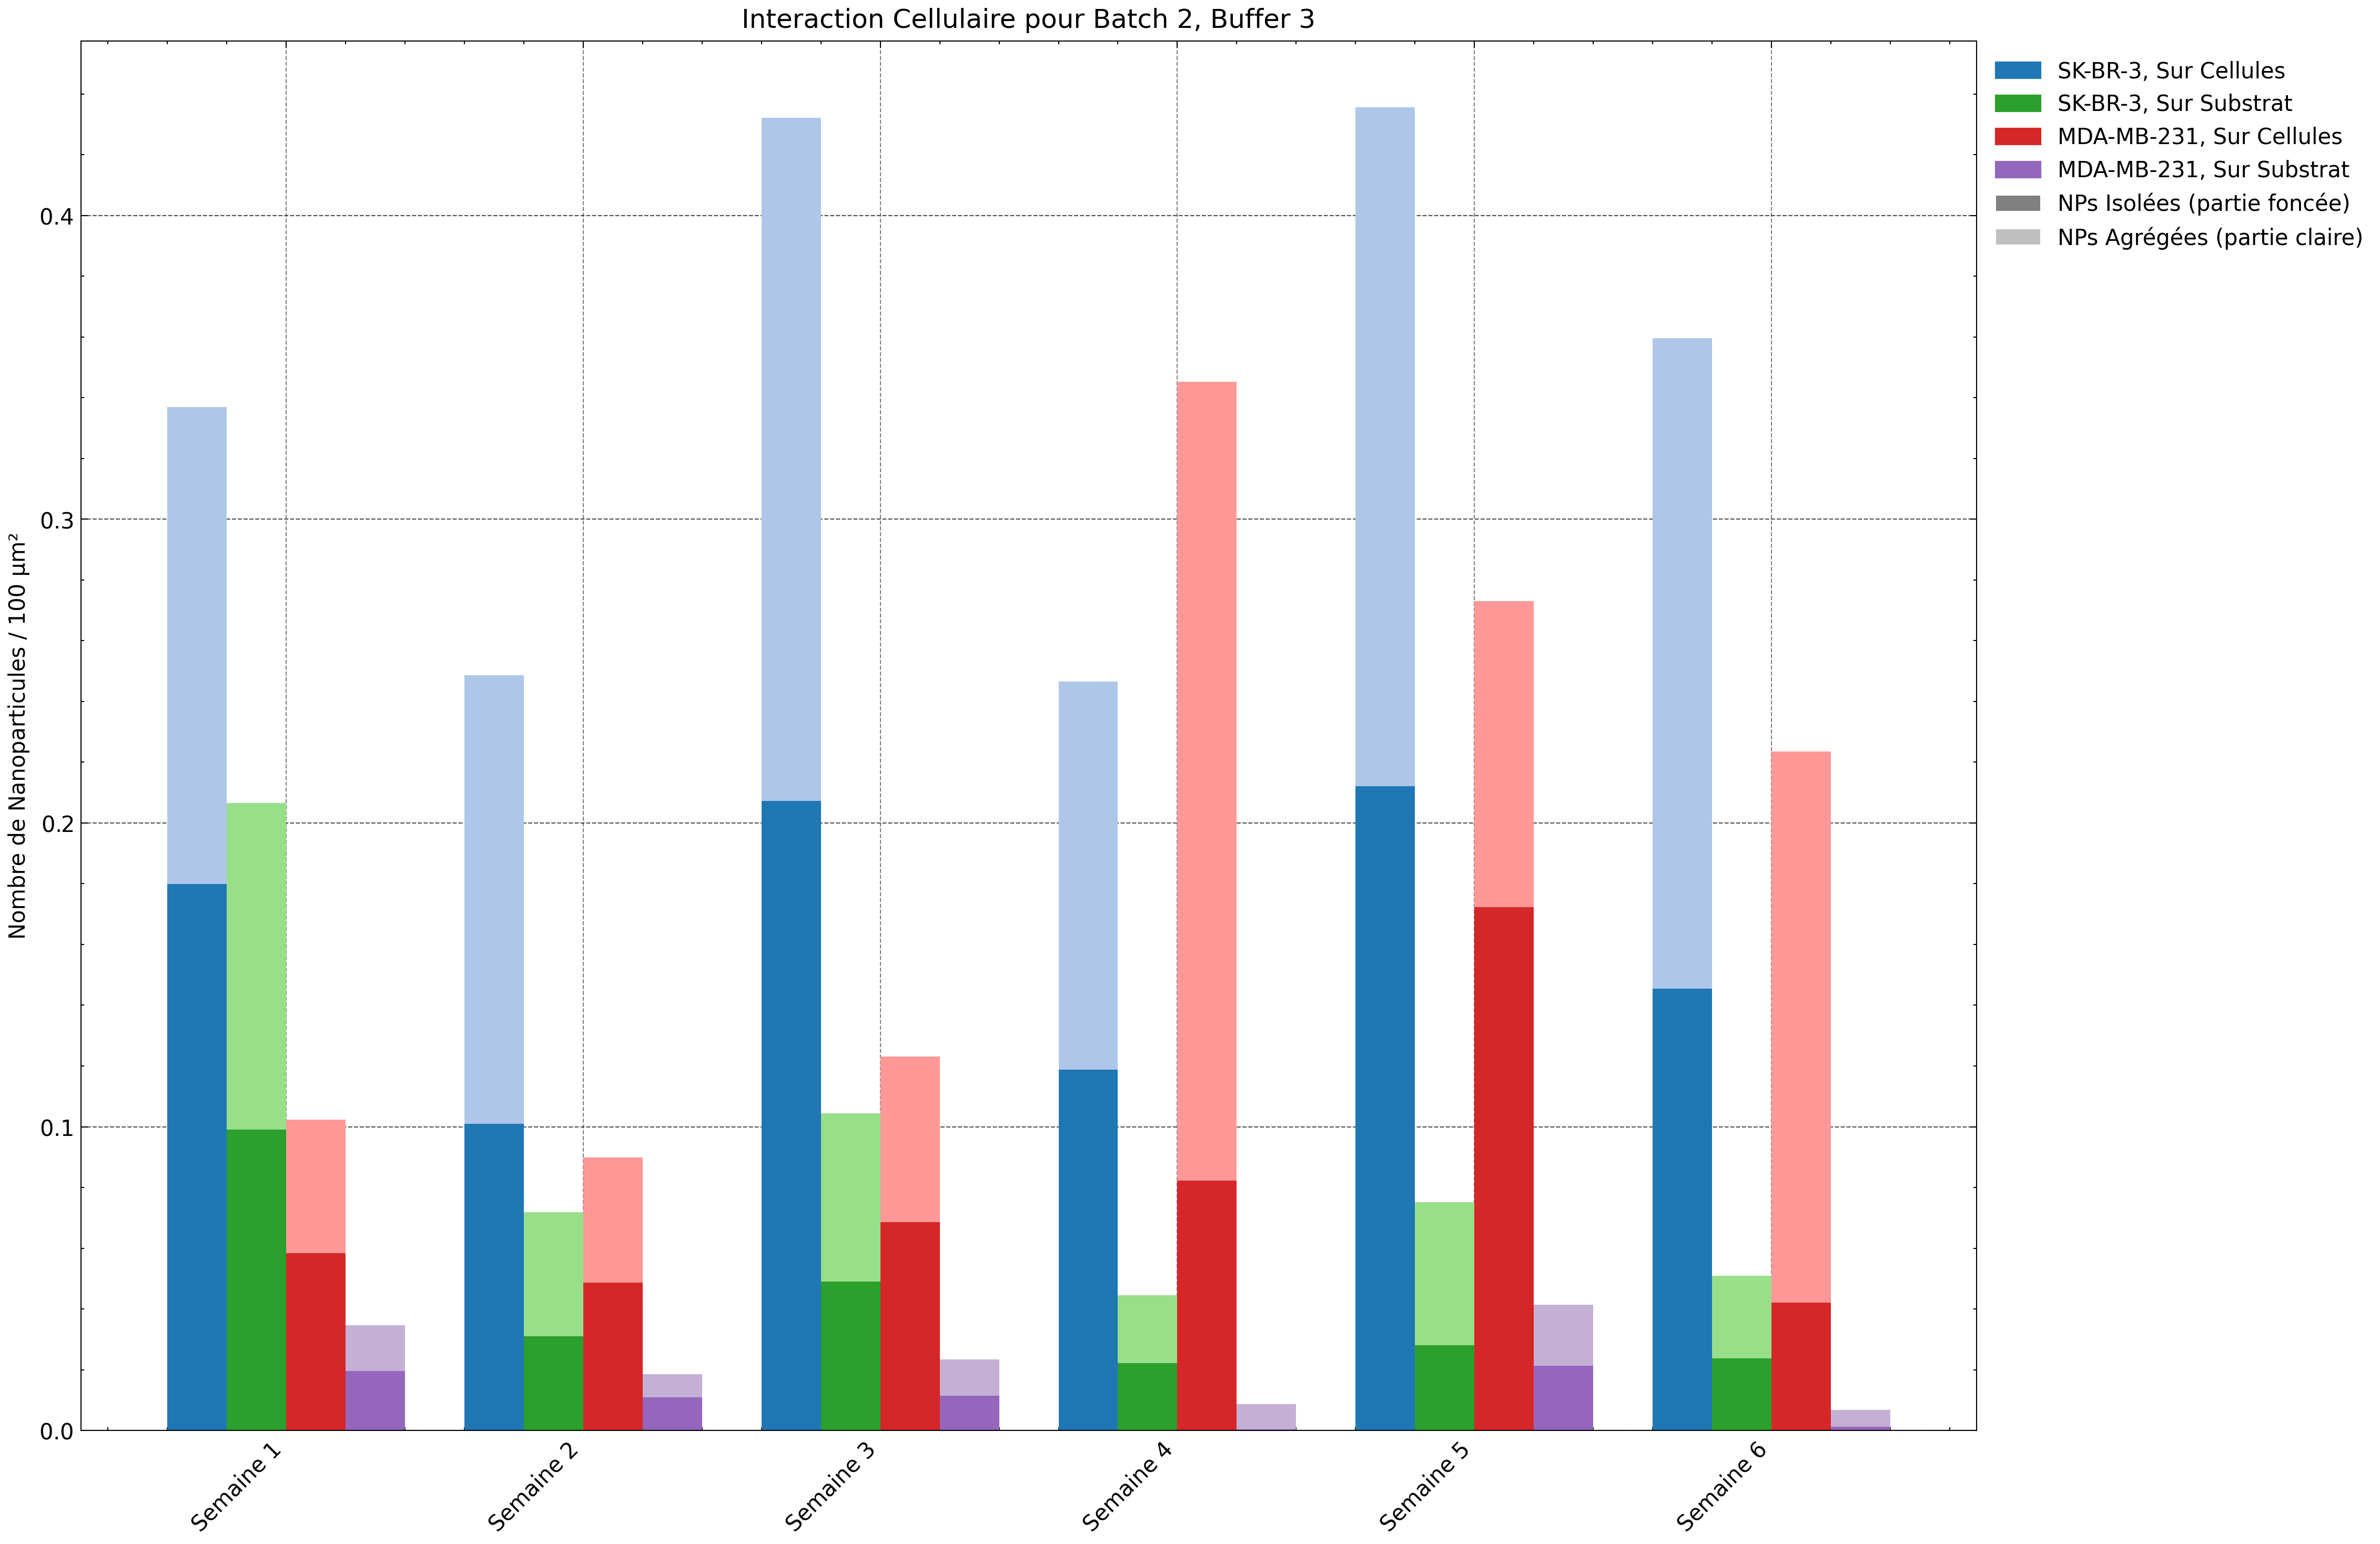 Interaction Cellulaire pour Batch 2, Buffer 3
Nombre de Nanoparticules / 100 µm²
0.4
0.3
0.2
0.1
0.0
Semaine 1
Semaine 2
Semaine 3
Semaine 4
Semaine 5
Semaine 6
SK-BR-3, Sur Cellules
SK-BR-3, Sur Substrat
MDA-MB-231, Sur Cellules
MDA-MB-231, Sur Substrat
NPs Isolées (partie foncée)
NPs Agrégées (partie claire)